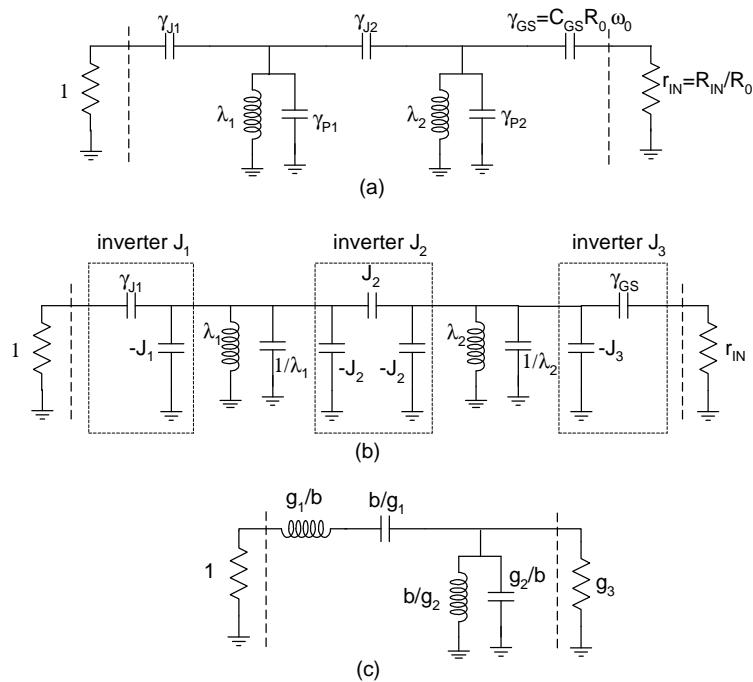 γJ1
γJ2
γGS=CGSR0 ω0
1
λ1
γP1
λ2
γP2
rIN=RIN/R0
(a)
inverter J1
inverter J2
inverter J3
γJ1
J2
γGS
1
-J1
λ1
1/λ1
-J2
-J2
λ2
1/λ2
-J3
rIN
(b)
g1/b
b/g1
1
b/g2
g2/b
g3
(c)